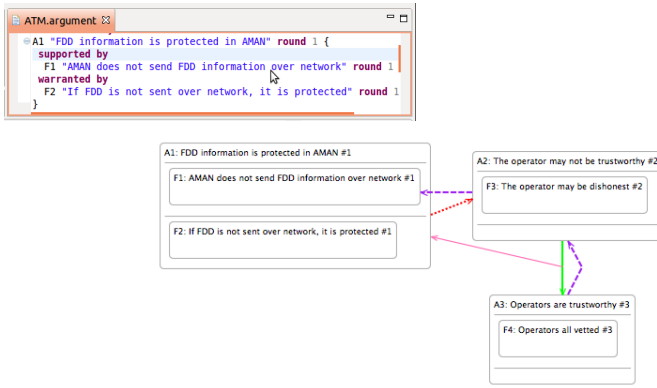 ATM.argument
A1 "FDD information is protected in AMAN" round 1 {
supported by
F1 "AMAN does not send FDD information over network" round 1
warranted by
F2 "If FDD is not sent over network, it is protected" round 1
}
A1: FDD information is protected in AMAN #1
F1: AMAN does not send FDD information over network #1
F2: If FDD is not sent over network, it is protected #1
A2: The operator may not be trustworthy #2
F3: The operator may be dishonest #2
A3: Operators are trustworthy #3
F4: Operators all vetted #3